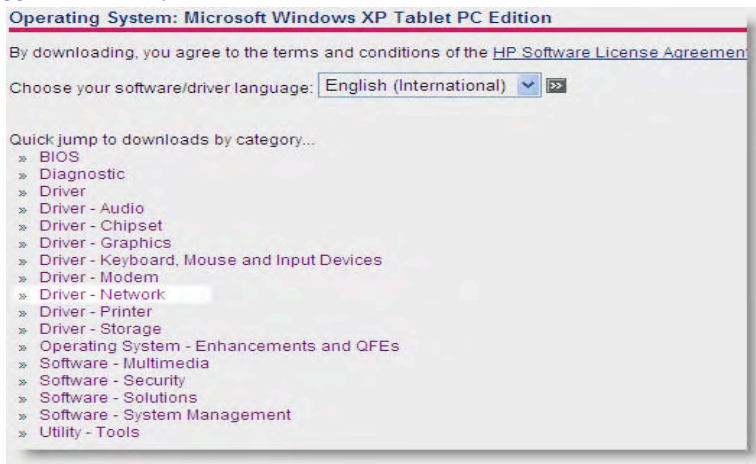 Operating System: Microsoft Windows XP Tablet PC Edition
By downloading, you agree to the terms and conditions of the HP Software License Agreement
Choose your software/driver language: English (International) >>
Quick jump to downloads by category...
» BIOS
» Diagnostic
» Driver
» Driver - Audio
» Driver - Chipset
» Driver - Graphics
» Driver - Keyboard, Mouse and Input Devices
» Driver - Modem
» Driver - Network
» Driver - Printer
» Driver - Storage
» Operating System - Enhancements and QFEs
» Software - Multimedia
» Software - Security
» Software - Solutions
» Software - System Management
» Utility - Tools